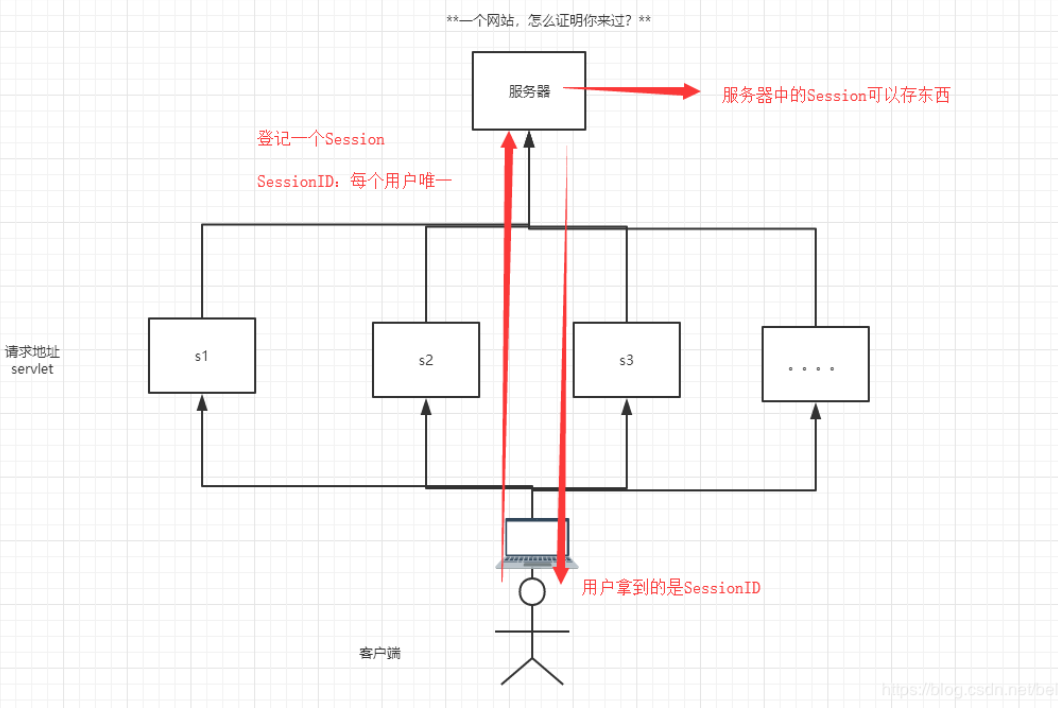 **一个网站，怎么证明你来过？**
服务器
服务器中的Session可以存东西
登记一个Session
SessionID：每个用户唯一
请求地址
servlet
s1
s2
s3
。。。。
用户拿到的是SessionID
客户端
https://blog.csdn.net/bel